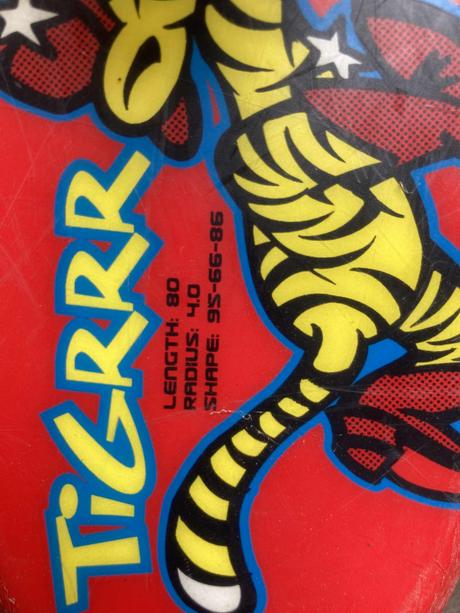 TiGRRR
LENGTH: 80
RADIUS: 4.0
SHAPE: 95-66-86